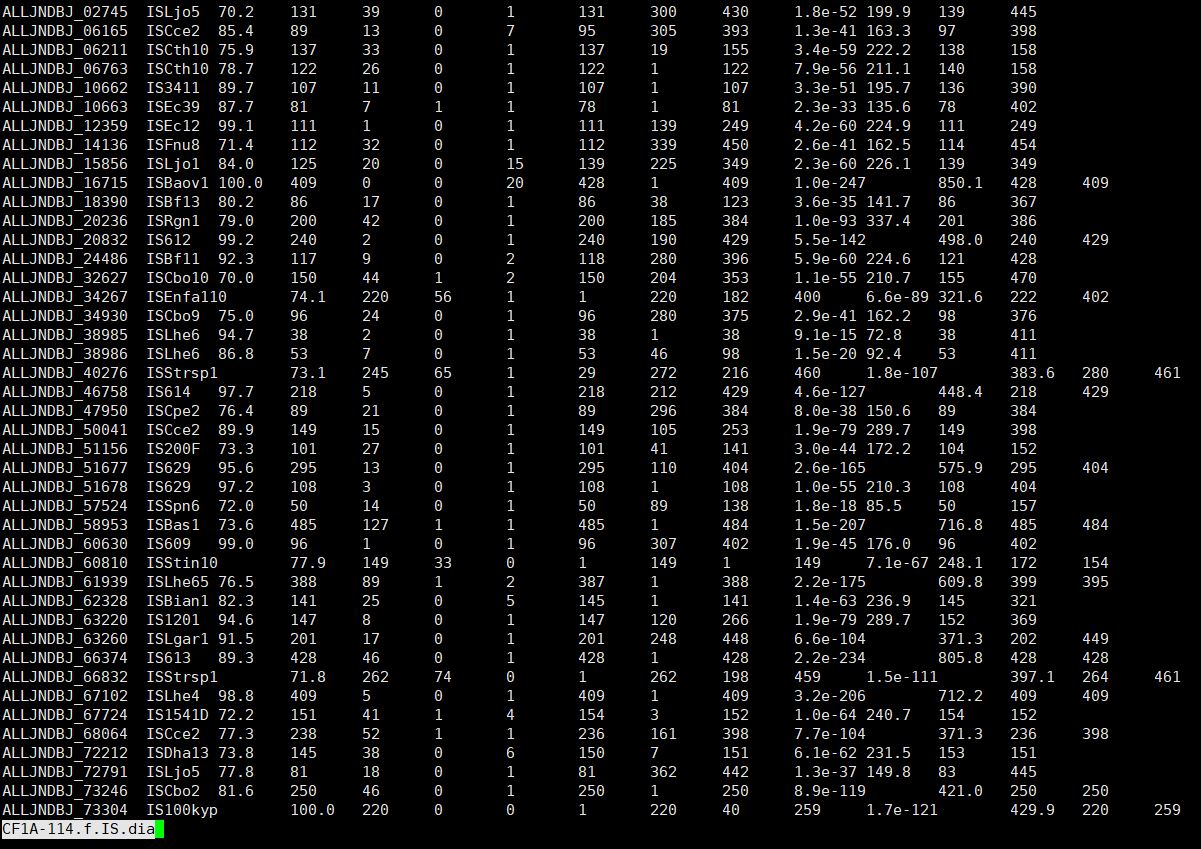 ALLJNDBJ_02745 ISLjo5 70.2 131 39 0 1 131 300 430 1.8e-52 199.9 139 445
ALLJNDBJ_06165 ISCce2 85.4 89 13 0 7 95 305 393 1.3e-41 163.3 97 398
ALLJNDBJ_06211 ISCth10 75.9 137 33 0 1 137 19 155 3.4e-59 222.2 138 158
ALLJNDBJ_06763 ISCth10 78.7 122 26 0 1 122 1 122 7.9e-56 211.1 140 158
ALLJNDBJ_10662 IS3411 89.7 107 11 0 1 107 1 107 3.3e-51 195.7 136 390
ALLJNDBJ_10663 ISEc39 87.7 81 7 1 1 78 1 81 2.3e-33 135.6 78 402
ALLJNDBJ_12359 ISEc12 99.1 111 1 0 1 111 139 249 4.2e-60 224.9 111 249
ALLJNDBJ_14136 ISFnu8 71.4 112 32 0 1 112 339 450 2.6e-41 162.5 114 454
ALLJNDBJ_15856 ISLjo1 84.0 125 20 0 15 139 225 349 2.3e-60 226.1 139 349
ALLJNDBJ_16715 ISBaov1 100.0 409 0 0 20 428 1 409 1.0e-247 850.1 428 409
ALLJNDBJ_18390 ISBf13 80.2 86 17 0 1 86 38 123 3.6e-35 141.7 86 367
ALLJNDBJ_20236 ISRgn1 79.0 200 42 0 1 200 185 384 1.0e-93 337.4 201 386
ALLJNDBJ_20832 IS612 99.2 240 2 0 1 240 190 429 5.5e-142 498.0 240 429
ALLJNDBJ_24486 ISBf11 92.3 117 9 0 2 118 280 396 5.9e-60 224.6 121 428
ALLJNDBJ_32627 ISCbo10 70.0 150 44 1 2 150 204 353 1.1e-55 210.7 155 470
ALLJNDBJ_34267 ISEnfa110 74.1 220 56 1 1 220 182 400 6.6e-89 321.6 222 402
ALLJNDBJ_34930 ISCbo9 75.0 96 24 0 1 96 280 375 2.9e-41 162.2 98 376
ALLJNDBJ_38985 ISLhe6 94.7 38 2 0 1 38 1 38 9.1e-15 72.8 38 411
ALLJNDBJ_38986 ISLhe6 86.8 53 7 0 1 53 46 98 1.5e-20 92.4 53 411
ALLJNDBJ_40276 ISStrsp1 73.1 245 65 1 29 272 216 460 1.8e-107 383.6 280 461
ALLJNDBJ_46758 IS614 97.7 218 5 0 1 218 212 429 4.6e-127 448.4 218 429
ALLJNDBJ_47950 ISCpe2 76.4 89 21 0 1 89 296 384 8.0e-38 150.6 89 384
ALLJNDBJ_50041 ISCce2 89.9 149 15 0 1 149 105 253 1.9e-79 289.7 149 398
ALLJNDBJ_51156 IS200F 73.3 101 27 0 1 101 41 141 3.0e-44 172.2 104 152
ALLJNDBJ_51677 IS629 95.6 295 13 0 1 295 110 404 2.6e-165 575.9 295 404
ALLJNDBJ_51678 IS629 97.2 108 3 0 1 108 1 108 1.0e-55 210.3 108 404
ALLJNDBJ_57524 ISSpn6 72.0 50 14 0 1 50 89 138 1.8e-18 85.5 50 157
ALLJNDBJ_58953 ISBas1 73.6 485 127 1 1 485 1 484 1.5e-207 716.8 485 484
ALLJNDBJ_60630 IS609 99.0 96 1 0 1 96 307 402 1.9e-45 176.0 96 402
ALLJNDBJ_60810 ISStin10 77.9 149 33 0 1 149 1 149 7.1e-67 248.1 172 154
ALLJNDBJ_61939 ISLhe65 76.5 388 89 1 2 387 1 388 2.2e-175 609.8 399 395
ALLJNDBJ_62328 ISBian1 82.3 141 25 0 5 145 1 141 1.4e-63 236.9 145 321
ALLJNDBJ_63220 IS1201 94.6 147 8 0 1 147 120 266 1.9e-79 289.7 152 369
ALLJNDBJ_63260 ISLgar1 91.5 201 17 0 1 201 248 448 6.6e-104 371.3 202 449
ALLJNDBJ_66374 IS613 89.3 428 46 0 1 428 1 428 2.2e-234 805.8 428 428
ALLJNDBJ_66832 ISStrsp1 71.8 262 74 0 1 262 198 459 1.5e-111 397.1 264 461
ALLJNDBJ_67102 ISLhe4 98.8 409 5 0 1 409 1 409 3.2e-206 712.2 409 409
ALLJNDBJ_67724 IS1541D 72.2 151 41 1 4 154 3 152 1.0e-64 240.7 154 152
ALLJNDBJ_68064 ISCce2 77.3 238 52 1 1 236 161 398 7.7e-104 371.3 236 398
ALLJNDBJ_72212 ISDha13 73.8 145 38 0 6 150 7 151 6.1e-62 231.5 153 151
ALLJNDBJ_72791 ISLjo5 77.8 81 18 0 1 81 362 442 1.3e-37 149.8 83 445
ALLJNDBJ_73246 ISCbo2 81.6 250 46 0 1 250 1 250 8.9e-119 421.0 250 250
ALLJNDBJ_73304 IS100kyp 100.0 220 0 0 1 220 40 259 1.7e-121 429.9 220 259
CF1A-114.f.IS.dia